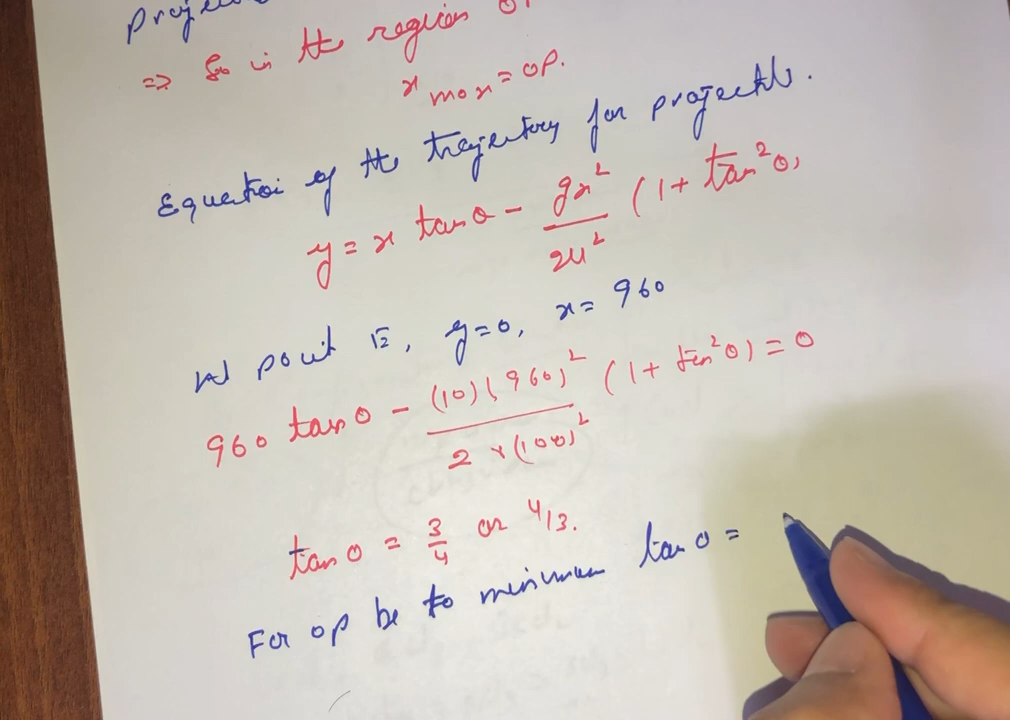 => So in the region o
x max = OP.
Equation of the trajectory for projectile.
y = x tan θ - gx² / 2u² (1 + tan²θ)
At point E, y=0, x= 960
960 tan θ - (10)(960)² / 2 × (100)² (1 + tan²θ) = 0
tan θ = 3/4 or 4/3.
For OP be to minimum tan θ =